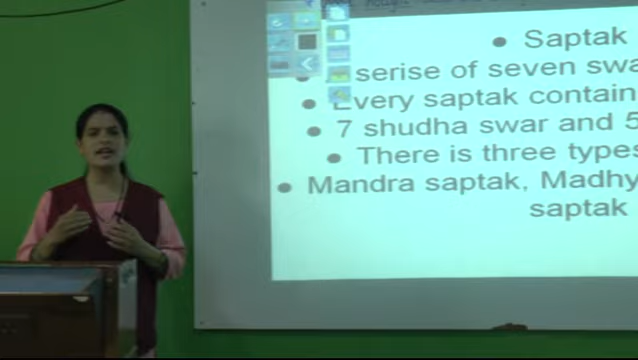 • Saptak
serise of seven
• Every saptak contain
• 7 shudha swar and 5
• There is three types
• Mandra saptak, Madhy
saptak